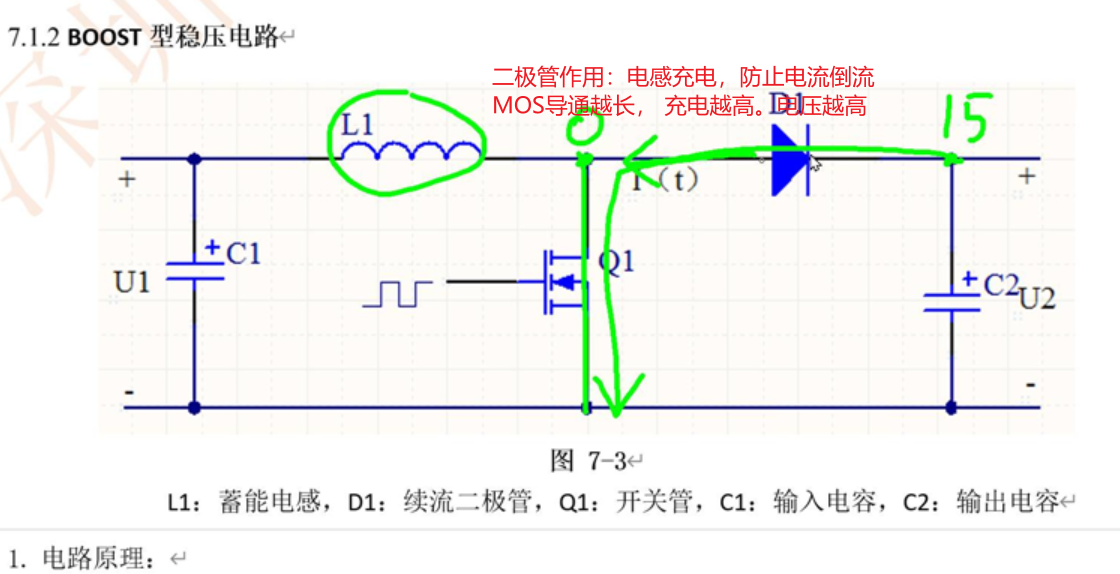 7.1.2 BOOST 型稳压电路↵
二极管作用：电感充电，防止电流倒流
MOS导通越长， 充电越高。电压越高
D1
L1
0
15
+
I（t）
+
+C1
Q1
U1
+C2
U2
-
-
图 7-3↵
L1：蓄能电感，D1：续流二极管，Q1：开关管，C1：输入电容，C2：输出电容↵
1. 电路原理：↵